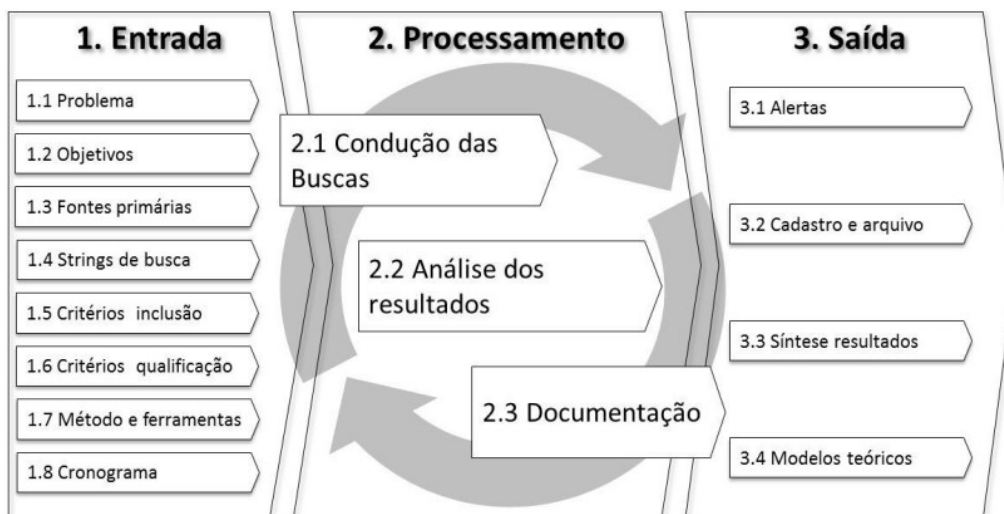 1. Entrada
1.1 Problema
1.2 Objetivos
1.3 Fontes primárias
1.4 Strings de busca
1.5 Critérios inclusão
1.6 Critérios qualificação
1.7 Método e ferramentas
1.8 Cronograma
2. Processamento
2.1 Condução das
Buscas
2.2 Análise dos
resultados
2.3 Documentação
3. Saída
3.1 Alertas
3.2 Cadastro e arquivo
3.3 Síntese resultados
3.4 Modelos teóricos